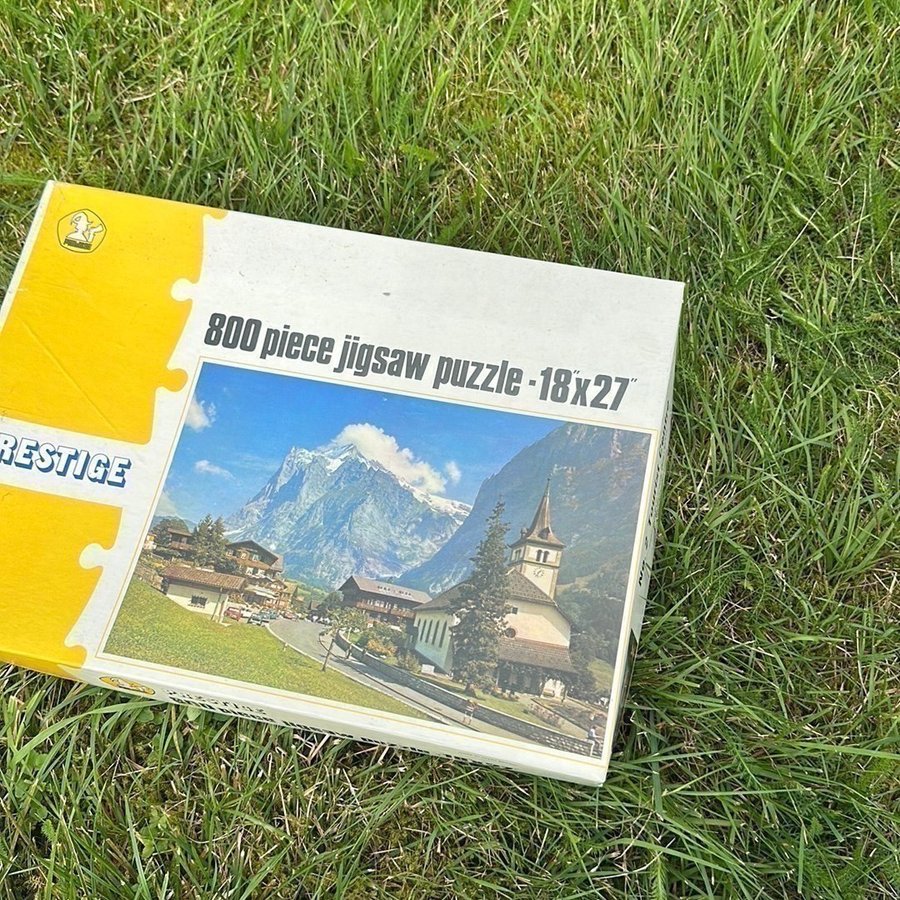 800 piece jigsaw puzzle · 18"x27"
RESTIGE